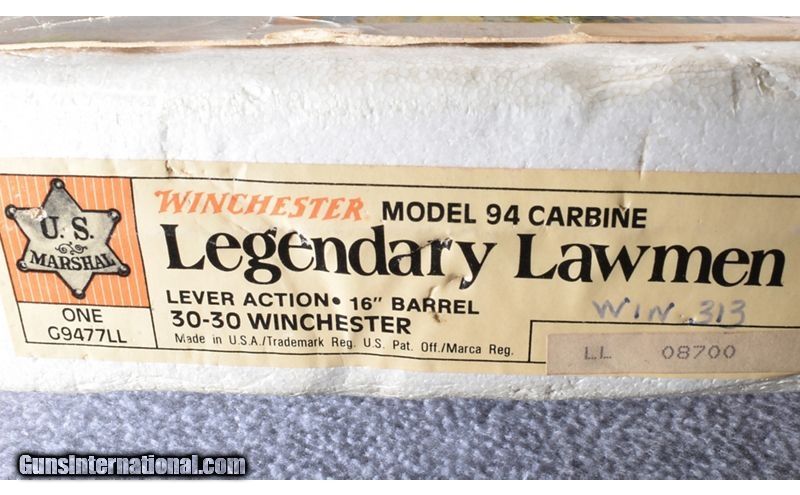 U. S.
MARSHAL
ONE
G9477LL
WINCHESTER MODEL 94 CARBINE
Legendary Lawmen
LEVER ACTION • 16" BARREL
30-30 WINCHESTER
Made in U.S.A./Trademark Reg. U.S. Pat. Off./Marca Reg.
WIN 313
LL 08700
GunsInternational.com